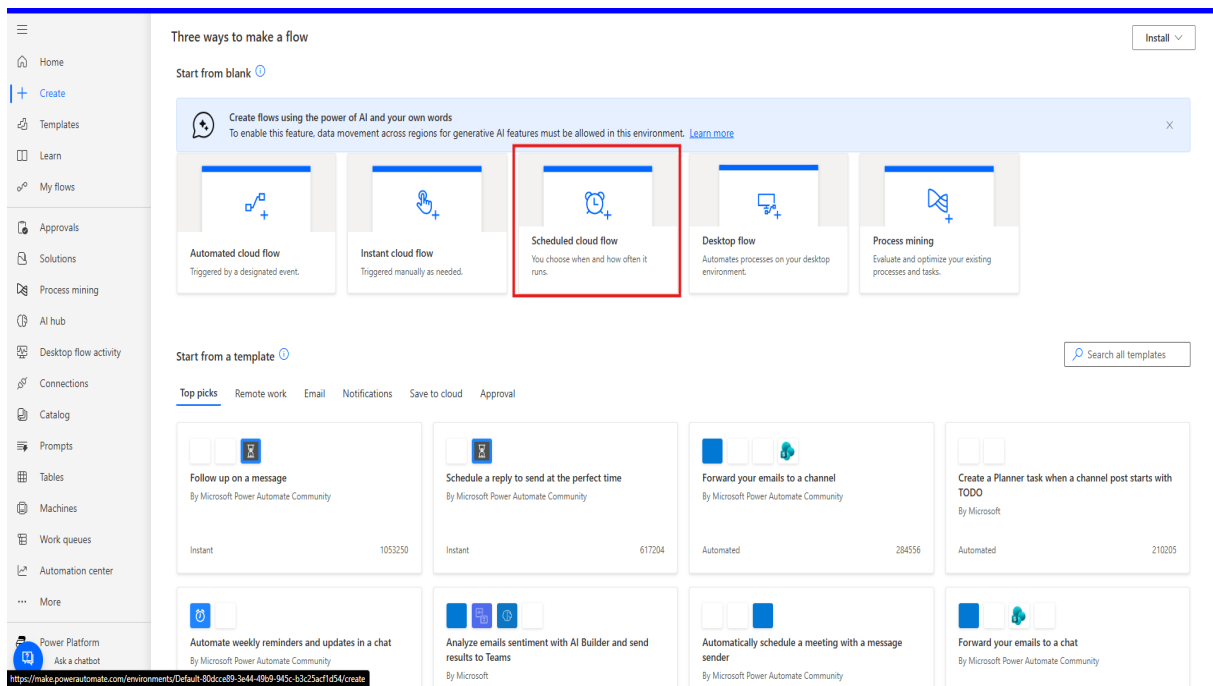 Three ways to make a flow
Install
Home
Start from blank
Create
Create flows using the power of AI and your own words
To enable this feature, data movement across regions for generative AI features must be allowed in this environment. Learn more
Templates
Learn
My flows
Approvals
Solutions
Process mining
AI hub
Desktop flow activity
Connections
Catalog
Prompts
Tables
Machines
Work queues
Automation center
More
Power Platform
Ask a chatbot
Automated cloud flow
Triggered by a designated event.
Instant cloud flow
Triggered manually as needed.
Scheduled cloud flow
You choose when and how often it
runs.
Desktop flow
Automates processes on your desktop
environment.
Process mining
Evaluate and optimize your existing
processes and tasks.
Start from a template
Search all templates
Top picks Remote work Email Notifications Save to cloud Approval
Follow up on a message
By Microsoft Power Automate Community
Instant 1053250
Schedule a reply to send at the perfect time
By Microsoft Power Automate Community
Instant 617204
Forward your emails to a channel
By Microsoft Power Automate Community
Automated 284556
Create a Planner task when a channel post starts with
TODO
By Microsoft
Automated 210205
Automate weekly reminders and updates in a chat
By Microsoft Power Automate Community
Analyze emails sentiment with AI Builder and send
results to Teams
By Microsoft
Automatically schedule a meeting with a message
sender
By Microsoft Power Automate Community
Forward your emails to a chat
By Microsoft Power Automate Community
https://make.powerautomate.com/environments/Default-80dcce89-3e44-49b9-945c-b3c25acf1d54/create